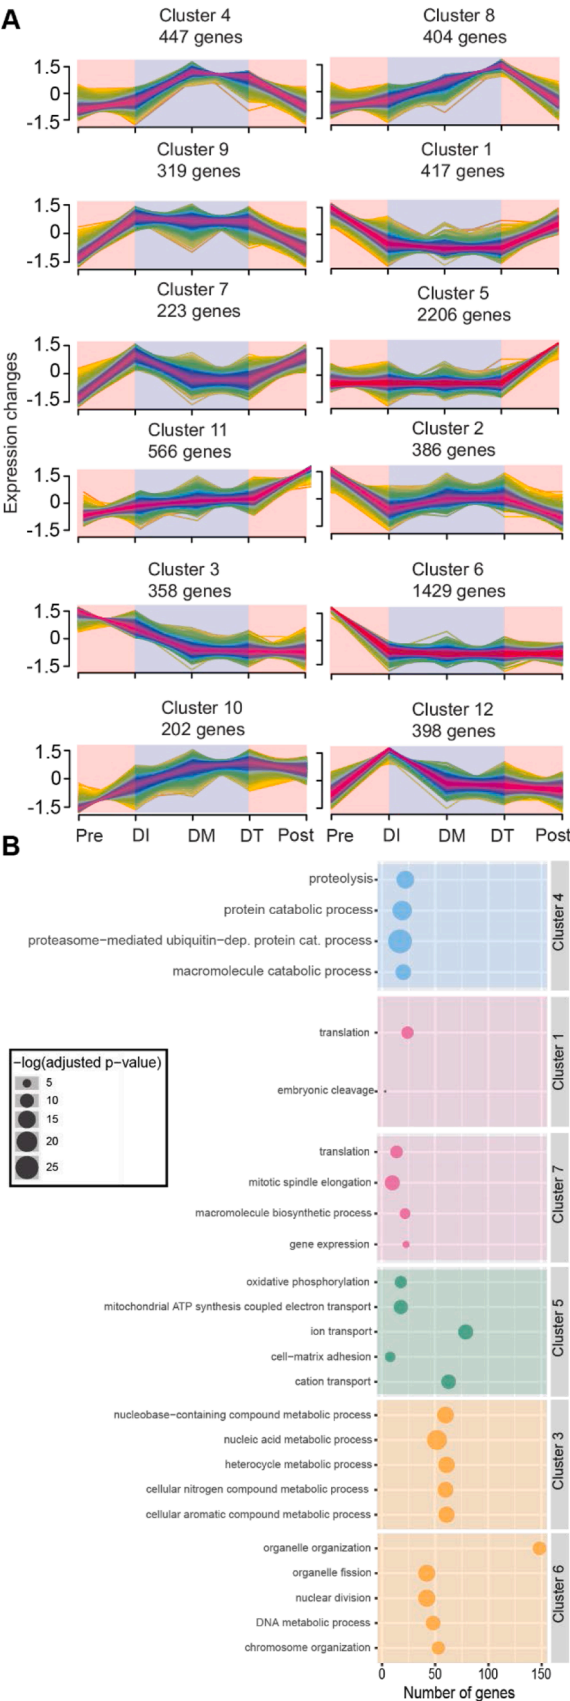 A
Cluster 4
447 genes
Cluster 8
404 genes
1.5
0
-1.5
Cluster 9
319 genes
Cluster 1
417 genes
1.5
0
-1.5
Cluster 7
223 genes
Cluster 5
2206 genes
1.5
0
-1.5
Expression changes
Cluster 11
566 genes
Cluster 2
386 genes
1.5
0
-1.5
Cluster 3
358 genes
Cluster 6
1429 genes
1.5
0
-1.5
Cluster 10
202 genes
Cluster 12
398 genes
1.5
0
-1.5
Pre DI DM DT Post Pre DI DM DT Post
B
proteolysis
protein catabolic process
proteasome-mediated ubiquitin-dep. protein cat. process
macromolecule catabolic process
Cluster 4
translation
embryonic cleavage
Cluster 1
−log(adjusted p−value)
5
10
15
20
25
translation
mitotic spindle elongation
macromolecule biosynthetic process
gene expression
Cluster 7
oxidative phosphorylation
mitochondrial ATP synthesis coupled electron transport
ion transport
cell−matrix adhesion
cation transport
Cluster 5
nucleobase−containing compound metabolic process
nucleic acid metabolic process
heterocycle metabolic process
cellular nitrogen compound metabolic process
cellular aromatic compound metabolic process
Cluster 3
organelle organization
organelle fission
nuclear division
DNA metabolic process
chromosome organization
Cluster 6
0 50 100 150
Number of genes